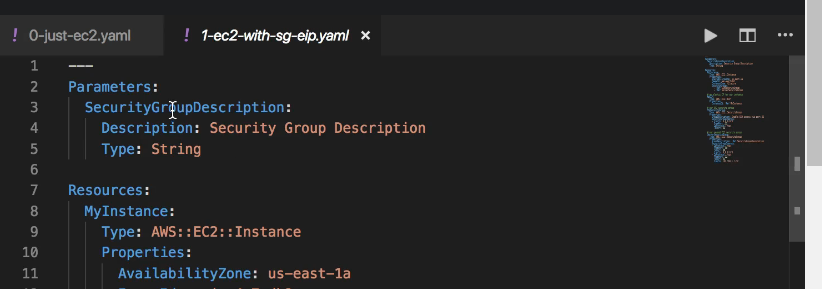 0-just-ec2.yaml
1-ec2-with-sg-eip.yaml
1 ---
2 Parameters:
3 SecurityGroupDescription:
4 Description: Security Group Description
5 Type: String
6
7 Resources:
8 MyInstance:
9 Type: AWS::EC2::Instance
10 Properties:
11 AvailabilityZone: us-east-1a